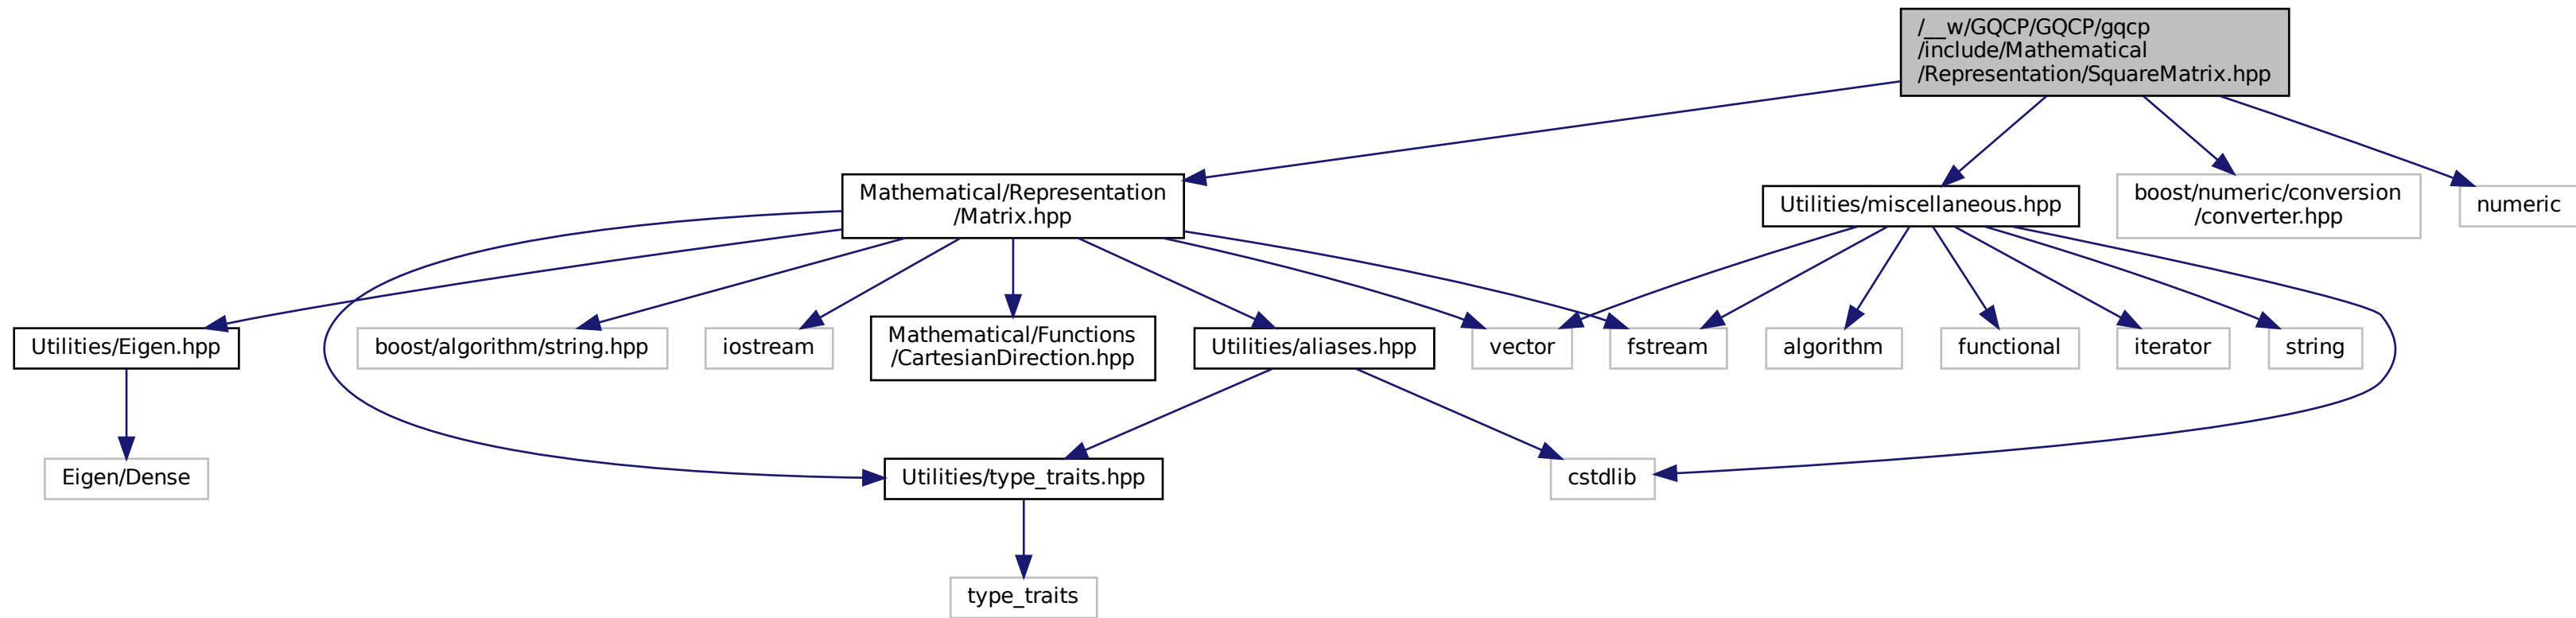 /__w/GQCP/GQCP/gqcp
/include/Mathematical
/Representation/SquareMatrix.hpp
Mathematical/Representation
/Matrix.hpp
Utilities/miscellaneous.hpp
boost/numeric/conversion
/converter.hpp
numeric
Utilities/Eigen.hpp
boost/algorithm/string.hpp
iostream
Mathematical/Functions
/CartesianDirection.hpp
Utilities/aliases.hpp
vector
fstream
algorithm
functional
iterator
string
Eigen/Dense
Utilities/type_traits.hpp
cstdlib
type_traits